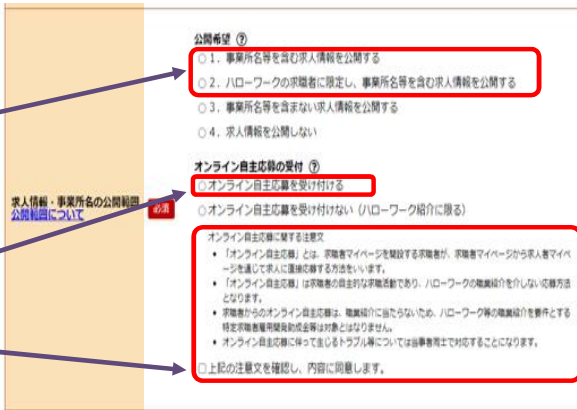 公開希望 ?
1．事業所名等を含む求人情報を公開する
2．ハローワークの求職者に限定し、事業所名等を含む求人情報を公開する
3．事業所名等を含まない求人情報を公開する
4．求人情報を公開しない
オンライン自主応募の受付 ?
オンライン自主応募を受け付ける
求人情報・事業所名の公開範囲
公開範囲について
必須
オンライン自主応募を受け付けない（ハローワーク紹介に限る）
オンライン自主応募に関する注意文
• 「オンライン自主応募」とは、求職者マイページを開設する求職者が、求職者マイページから求人者マイペ
ージを通じて求人に直接応募する方法をいいます。
• 「オンライン自主応募」は求職者の自主的な求職活動であり、ハローワークの職業紹介を介しない応募方法
となります。
• 求職者からのオンライン自主応募は、職業紹介に当たらないため、ハローワーク等の職業紹介を要件とする
特定求職者雇用開発助成金等は対象とはなりません。
• オンライン自主応募に伴って生じるトラブル等については当事者同士で対応することになります。
上記の注意文を確認し、内容に同意します。